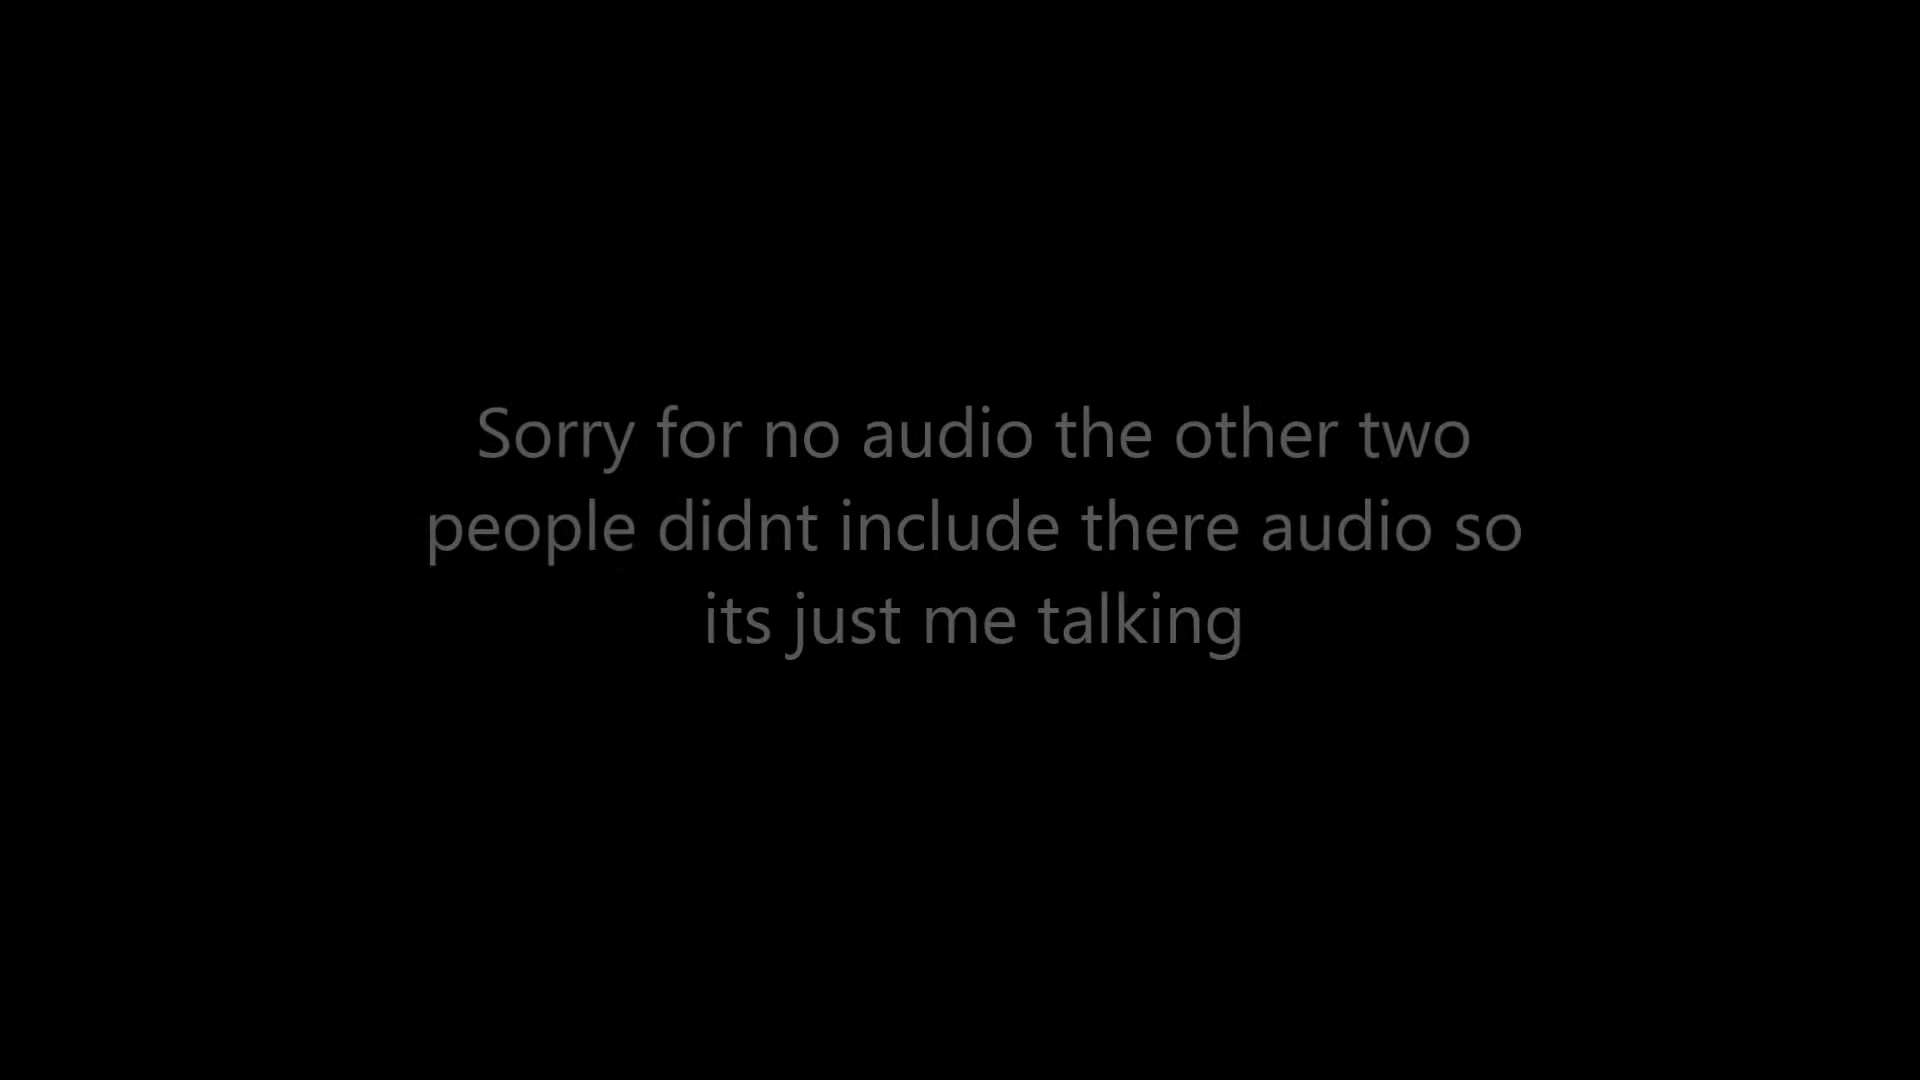 Sorry for no audio the other two
people didnt include there audio so
its just me talking